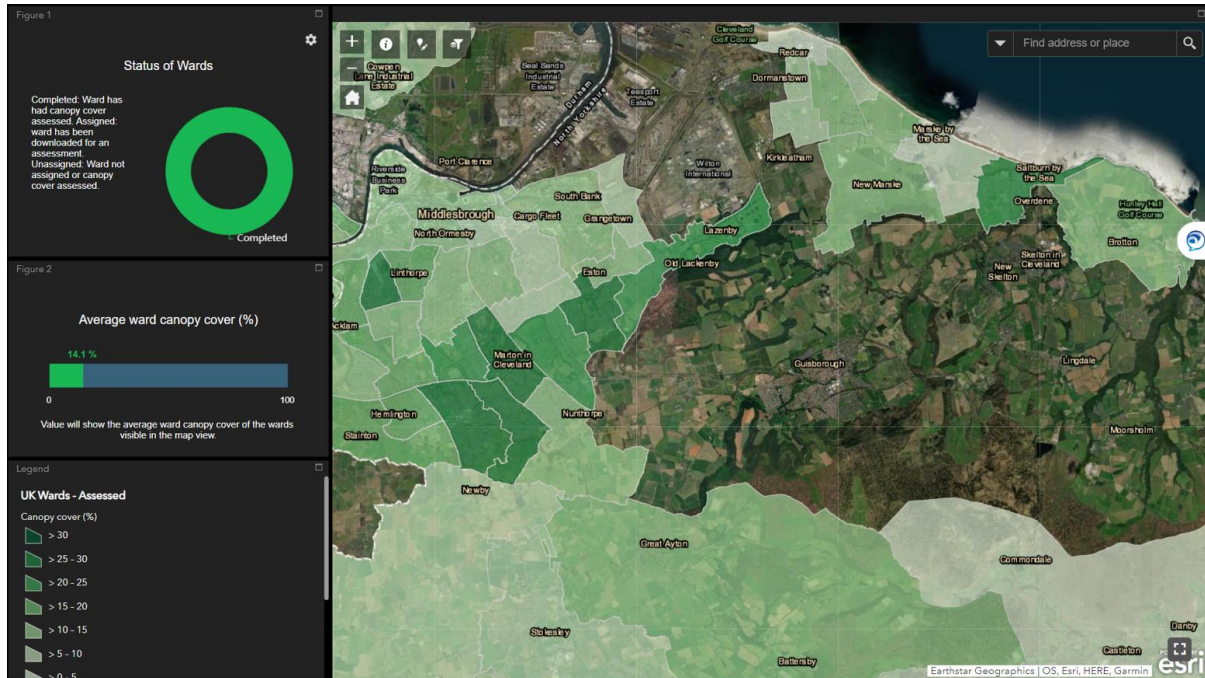 Figure 1
Status of Wards
Completed: Ward has
had canopy cover
assessed. Assigned:
ward has been
downloaded for an
assessment.
Unassigned: Ward not
assigned or canopy
cover assessed.
Completed
Figure 2
Average ward canopy cover (%)
14.1 %
0
100
Value will show the average ward canopy cover of the wards
visible in the map view.
Legend
UK Wards - Assessed
Canopy cover (%)
> 30
> 25 - 30
> 20 - 25
> 15 - 20
> 10 - 15
> 5 - 10
> 0 - 5
Find address or place
Cleveland
Golf Course
Redcar
Cowpen
Lane Industrial
Estate
Seal Sands
Industrial
Estate
Durham
North Yorkshire
Teesport
Estate
Dormanstown
Marske by
the Sea
Port Clarence
Riverside
Business
Park
Wilton
International
Kirkleatham
Saltburn by
the Sea
New Marske
South Bank
Overdene
Hunley Hall
Golf Course
Middlesbrough
Cargo Fleet
Grangetown
North Ormesby
Lazenby
Brotton
Linthorpe
Eston
Old Lackenby
Skelton in
Cleveland
New
Skelton
Acklam
Marton in
Cleveland
Guisborough
Lingdale
Hemlington
Nunthorpe
Stainton
Moorsholm
Newby
Great Ayton
Commondale
Stokesley
Danby
Castleton
Battersby
Earthstar Geographics | OS, Esri, HERE, Garmin
esri